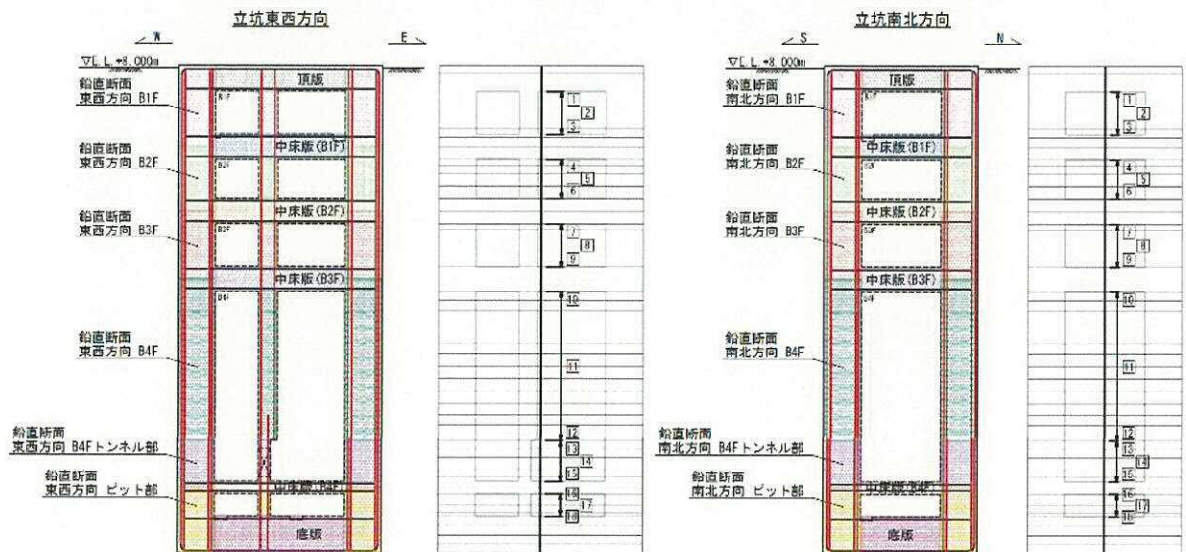 立坑東西方向
W
E
▽E.L.+8.000m
頂版
鉛直断面
東西方向 B1F
B1F
中床版(B1F)
鉛直断面
東西方向 B2F
B2F
中床版(B2F)
鉛直断面
東西方向 B3F
中床版(B3F)
B4F
鉛直断面
東西方向 B4F
鉛直断面
東西方向 B4Fトンネル部
中床版(B4F)
鉛直断面
東西方向 ピット部
底版
1
2
3
4
5
6
7
8
9
10
11
12
13
14
15
16
17
18
立坑南北方向
S
N
▽E.L.+8.000m
頂版
鉛直断面
南北方向 B1F
B1F
中床版(B1F)
鉛直断面
南北方向 B2F
中床版(B2F)
鉛直断面
南北方向 B3F
中床版(B3F)
B4F
鉛直断面
南北方向 B4F
鉛直断面
南北方向 B4Fトンネル部
中床版(B4F)
鉛直断面
南北方向 ピット部
底版
1
2
3
4
5
6
7
8
9
10
11
12
13
14
15
16
17
18